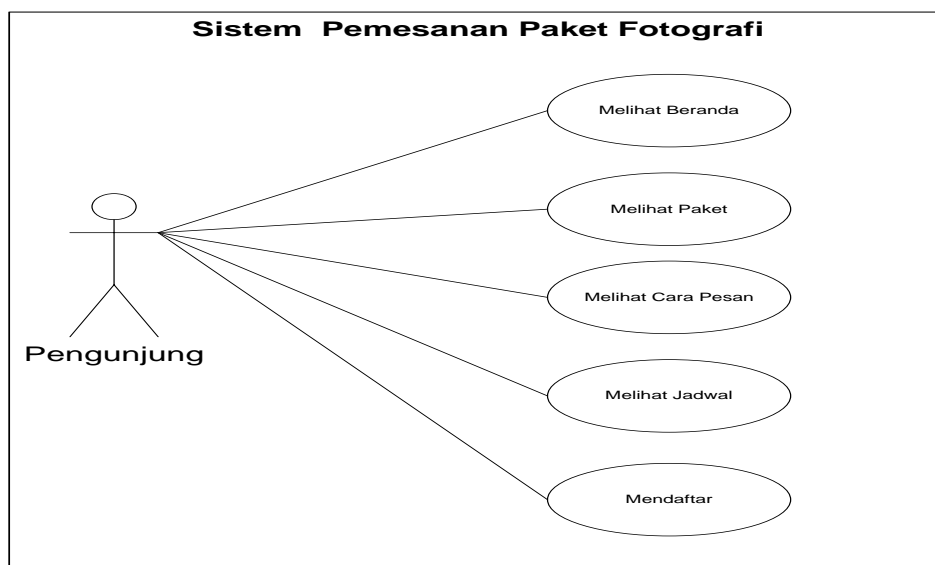 Sistem Pemesanan Paket Fotografi
Melihat Beranda
Melihat Paket
Melihat Cara Pesan
Pengunjung
Melihat Jadwal
Mendaftar